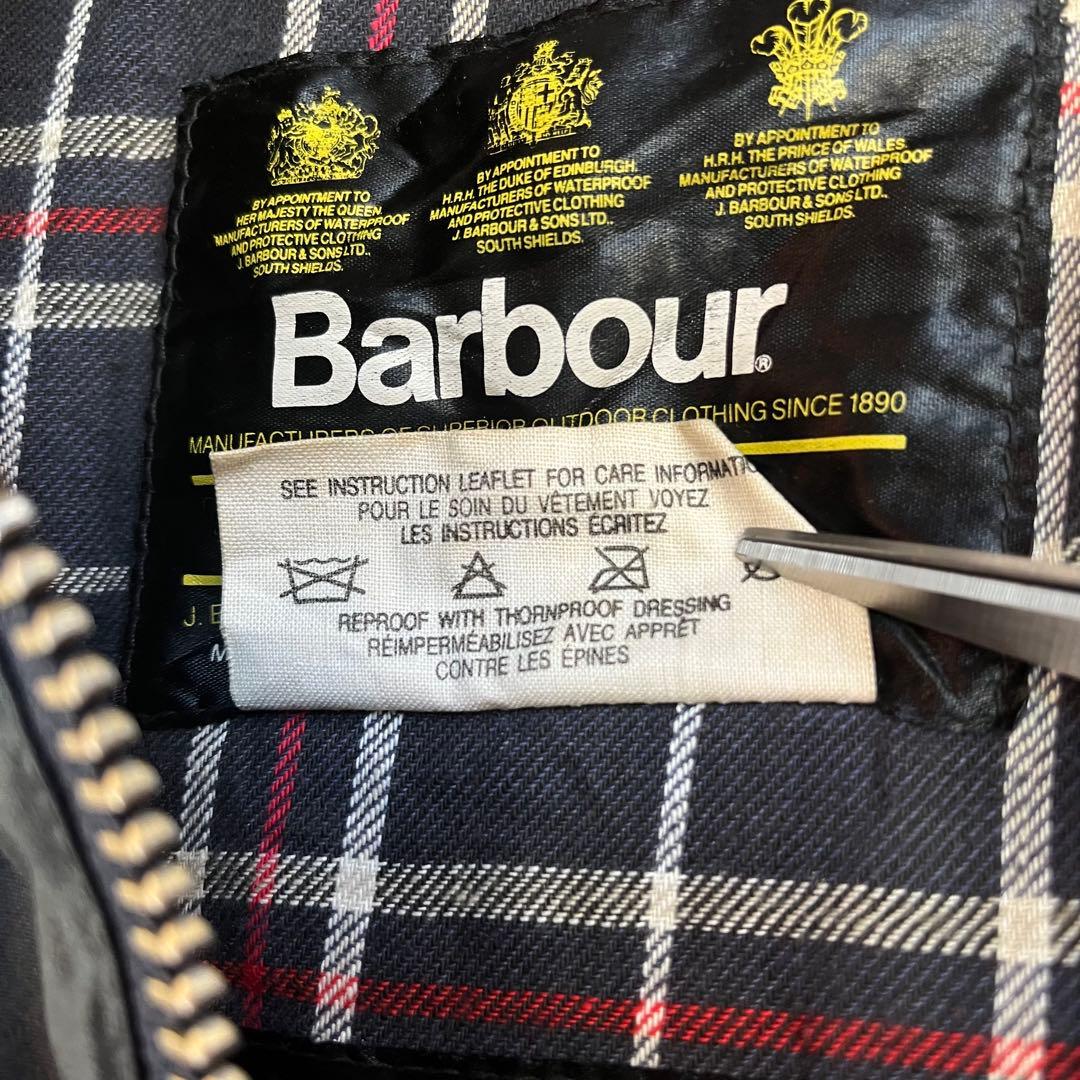 BY APPOINTMENT TO
HER MAJESTY THE QUEEN
MANUFACTURERS OF WATERPROOF
AND PROTECTIVE CLOTHING
J. BARBOUR & SONS LTD.,
SOUTH SHIELDS.
BY APPOINTMENT TO
H.R.H. THE DUKE OF EDINBURGH
MANUFACTURERS OF WATERPROOF
AND PROTECTIVE CLOTHING
J. BARBOUR & SONS LTD.,
SOUTH SHIELDS.
BY APPOINTMENT TO
H.R.H. THE PRINCE OF WALES
MANUFACTURERS OF WATERPROOF
AND PROTECTIVE CLOTHING
J. BARBOUR & SONS LTD.,
SOUTH SHIELDS.
Barbour®
MANUFACTURERS OF SUPERIOR OUTDOOR CLOTHING SINCE 1890
SEE INSTRUCTION LEAFLET FOR CARE
POUR LE SOIN DU VÊTEMENT VOYEZ
LES INSTRUCTIONS ÉCRITEZ
REPROOF WITH THORNPROOF DRESSING
RÉIMPERMÉABILISEZ AVEC APPRÊT
CONTRE LES ÉPINES
J.